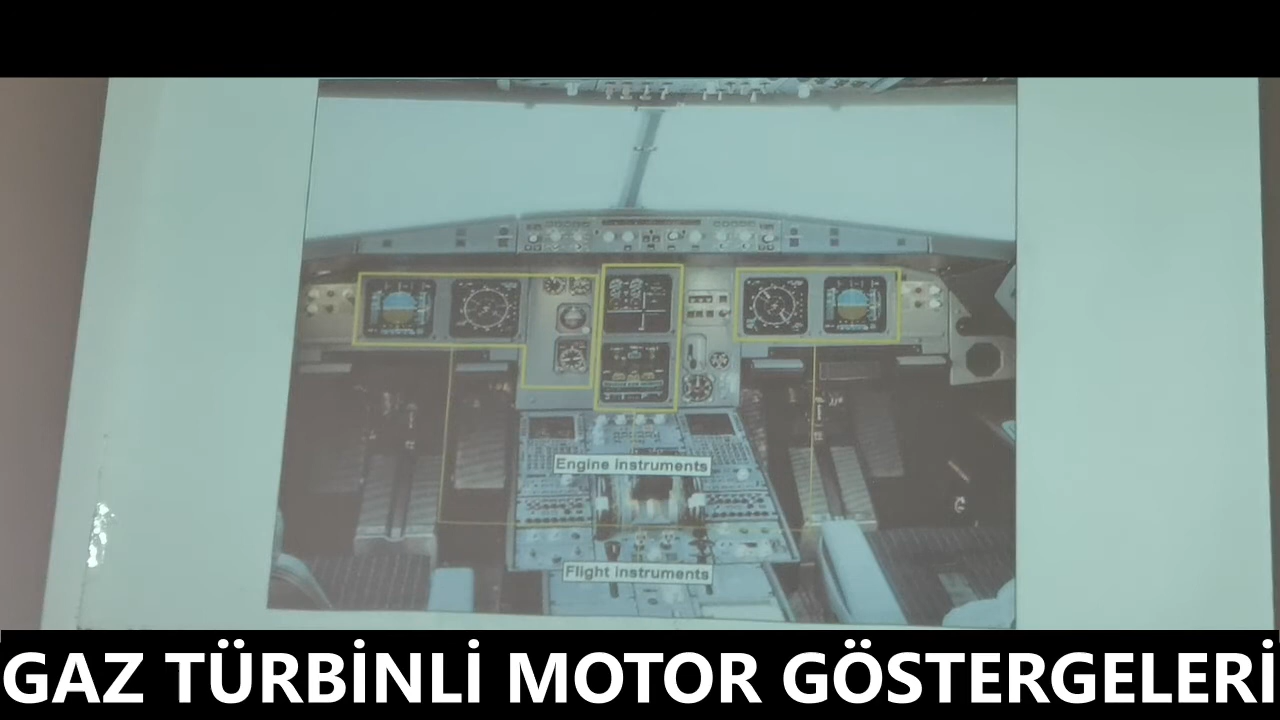 Engine instruments
Flight instruments
GAZ TÜRBİNLİ MOTOR GÖSTERGELERİ